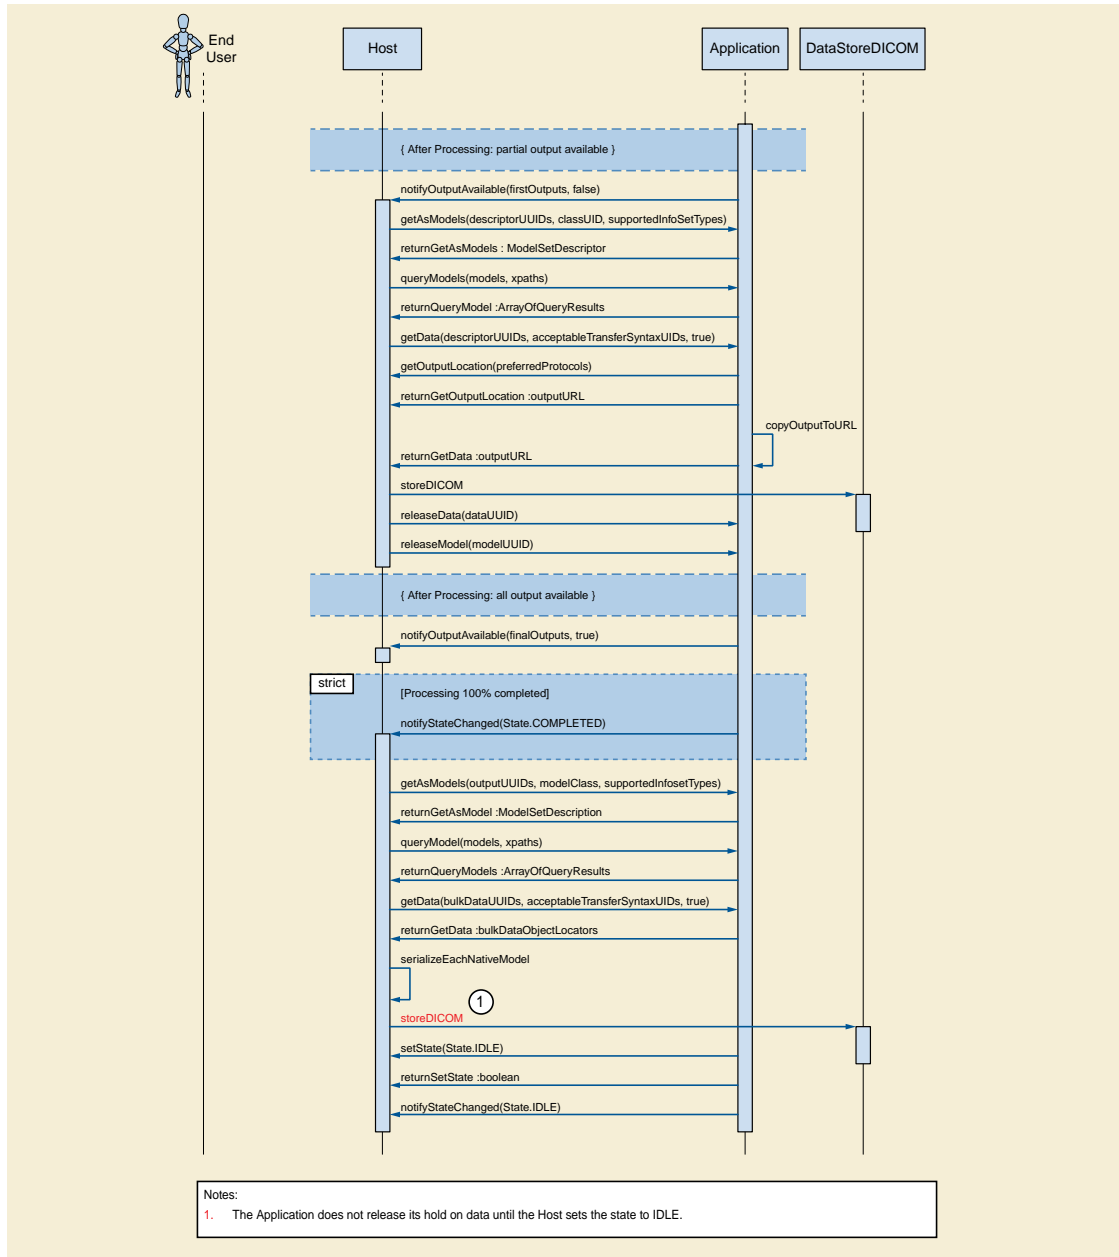 End
User
Host
Application
DataStoreDICOM
{ After Processing: partial output available }
notifyOutputAvailable(firstOutputs, false)
getAsModels(descriptorUUIDs, classUID, supportedInfoSetTypes)
returnGetAsModels : ModelSetDescriptor
queryModels(models, xpaths)
returnQueryModel :ArrayOfQueryResults
getData(descriptorUUIDs, acceptableTransferSyntaxUIDs, true)
getOutputLocation(preferredProtocols)
returnGetOutputLocation :outputURL
copyOutputToURL
returnGetData :outputURL
storeDICOM
releaseData(dataUUID)
releaseModel(modelUUID)
{ After Processing: all output available }
notifyOutputAvailable(finalOutputs, true)
strict
[Processing 100% completed]
notifyStateChanged(State.COMPLETED)
getAsModels(outputUUIDs, modelClass, supportedInfosetTypes)
returnGetAsModel :ModelSetDescription
queryModel(models, xpaths)
returnQueryModels :ArrayOfQueryResults
getData(bulkDataUUIDs, acceptableTransferSyntaxUIDs, true)
returnGetData :bulkDataObjectLocators
serializeEachNativeModel
1
storeDICOM
setState(State.IDLE)
returnSetState :boolean
notifyStateChanged(State.IDLE)
Notes:
1. The Application does not release its hold on data until the Host sets the state to IDLE.